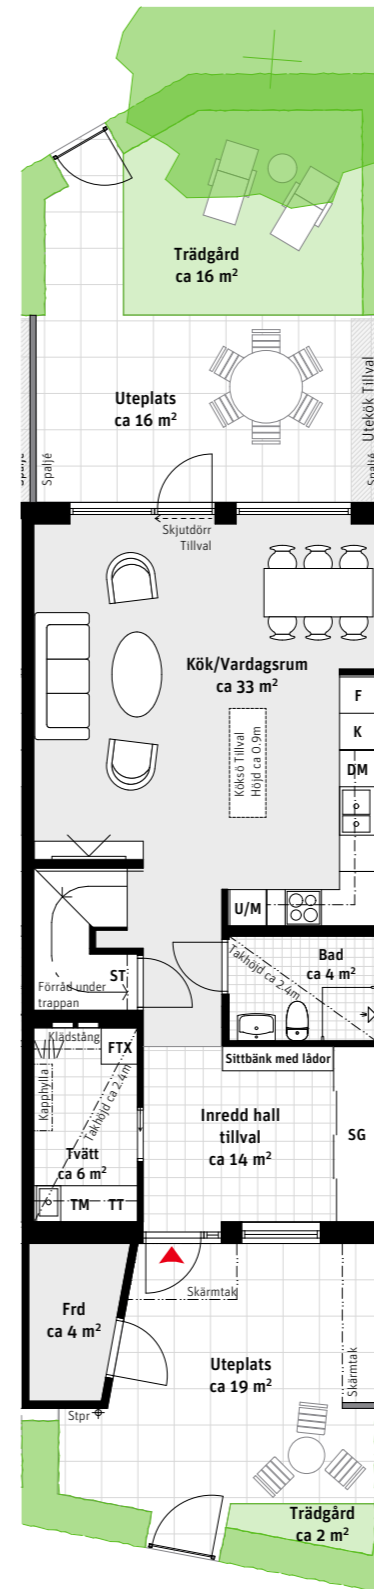 Trädgård
ca 16 m²
Uteplats
ca 16 m²
Utekök Tillval
Spaljé
Spaljé
Spaljé
Skjutdörr
Tillval
Kök/Vardagsrum
ca 33 m²
F
K
DM
Köksö Tillval
Höjd ca 0.9m
U/M
ST
Förråd under
trappan
Bad
ca 4 m²
Takhöjd ca 2.4m
Klädstång
FTX
Kapphylla
Takhöjd ca 2.4m
Tvätt
ca 6 m²
TM
TT
Sittbänk med lådor
Inredd hall
tillval
ca 14 m²
SG
Skärmtak
Frd
ca 4 m²
Uteplats
ca 19 m²
Skärmtak
Stpr
Trädgård
ca 2 m²